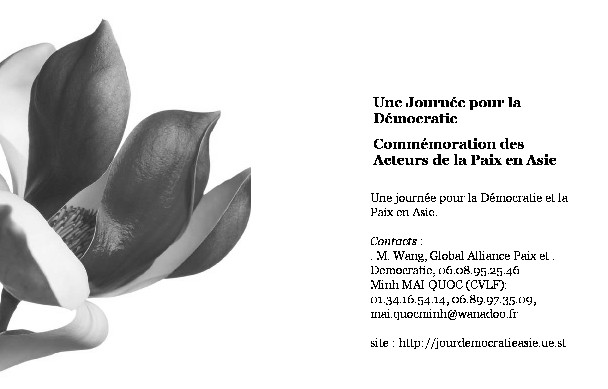 Une Journée pour la
Démocratie
Commémoration des
Acteurs de la Paix en Asie
Une journée pour la Démocratie et la
Paix en Asie.
Contacts :
. M. Wang, Global Alliance Paix et .
Democratie, 06.08.95.25.46
Minh MAI QUOC (CVLF):
01.34.16.54.14, 06.89.97.35.09,
mai.quocminh@wanadoo.fr
site : http://jourdemocratieasie.ue.st